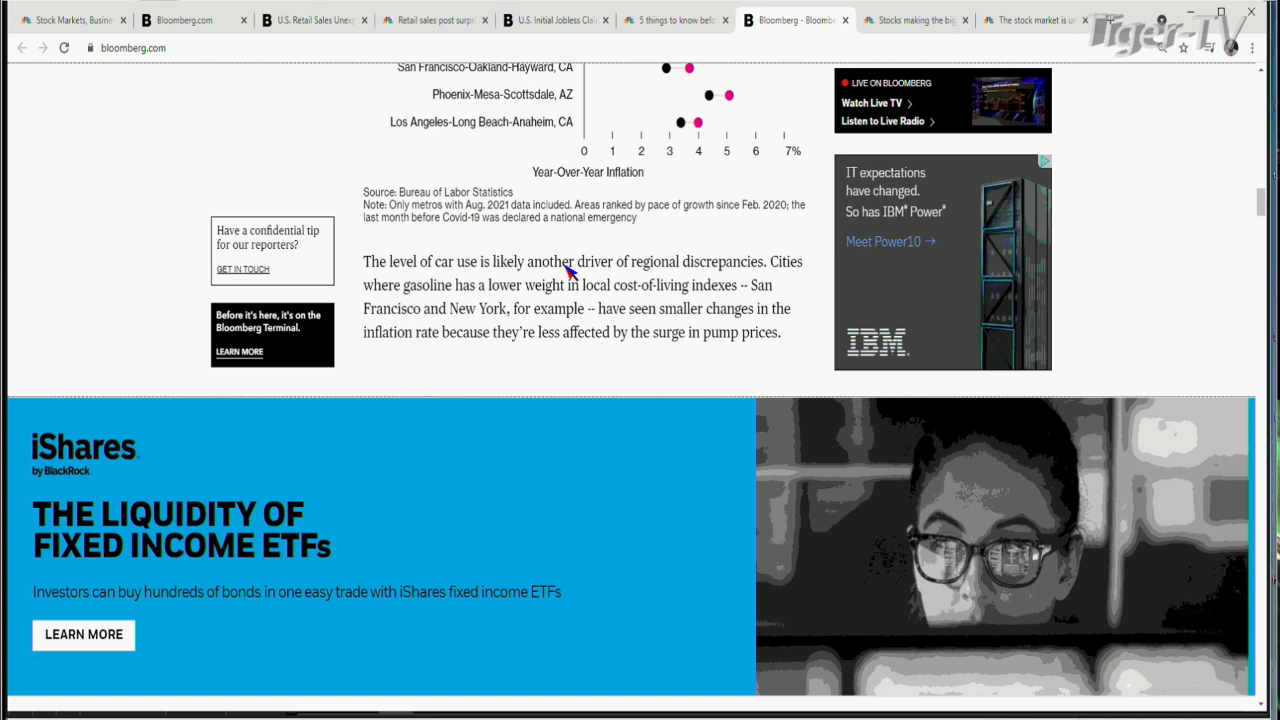 Stock Markets, Busines
Bloomberg.com
U.S. Retail Sales Unex
Retail sales post surpr
U.S. Initial Jobless Clai
5 things to know befo
Bloomberg - Bloombe
Stocks making the big
The stock market is u
Tiger-TV
bloomberg.com
San Francisco-Oakland-Hayward, CA
Phoenix-Mesa-Scottsdale, AZ
Los Angeles-Long Beach-Anaheim, CA
0 1 2 3 4 5 6 7%
Year-Over-Year Inflation
Source: Bureau of Labor Statistics
Note: Only metros with Aug. 2021 data included. Areas ranked by pace of growth since Feb. 2020; the
last month before Covid-19 was declared a national emergency
LIVE ON BLOOMBERG
Watch Live TV
Listen to Live Radio
IT expectations
have changed.
So has IBM® Power®
Meet Power10 →
IBM
Have a confidential tip
for our reporters?
GET IN TOUCH
Before it's here, it's on the
Bloomberg Terminal.
LEARN MORE
The level of car use is likely another driver of regional discrepancies. Cities
where gasoline has a lower weight in local cost-of-living indexes -- San
Francisco and New York, for example -- have seen smaller changes in the
inflation rate because they're less affected by the surge in pump prices.
iShares
by BlackRock
THE LIQUIDITY OF
FIXED INCOME ETFs
Investors can buy hundreds of bonds in one easy trade with iShares fixed income ETFs
LEARN MORE